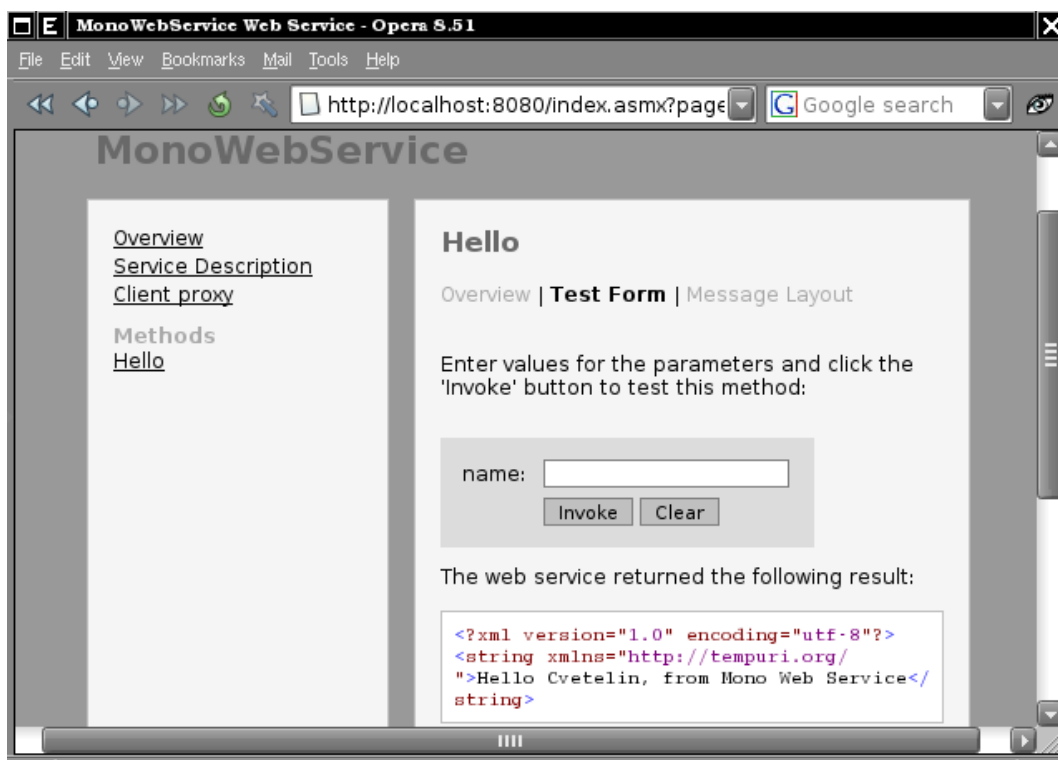 MonoWebService Web Service - Opera 8.51
File Edit View Bookmarks Mail Tools Help
http://localhost:8080/index.asmx?page
G Google search
MonoWebService
Overview
Service Description
Client proxy
Methods
Hello
Hello
Overview | Test Form | Message Layout
Enter values for the parameters and click the
'Invoke' button to test this method:
name:
Invoke Clear
The web service returned the following result:
<?xml version="1.0" encoding="utf-8"?>
<string xmlns="http://tempuri.org/
">Hello Cvetelin, from Mono Web Service</
string>